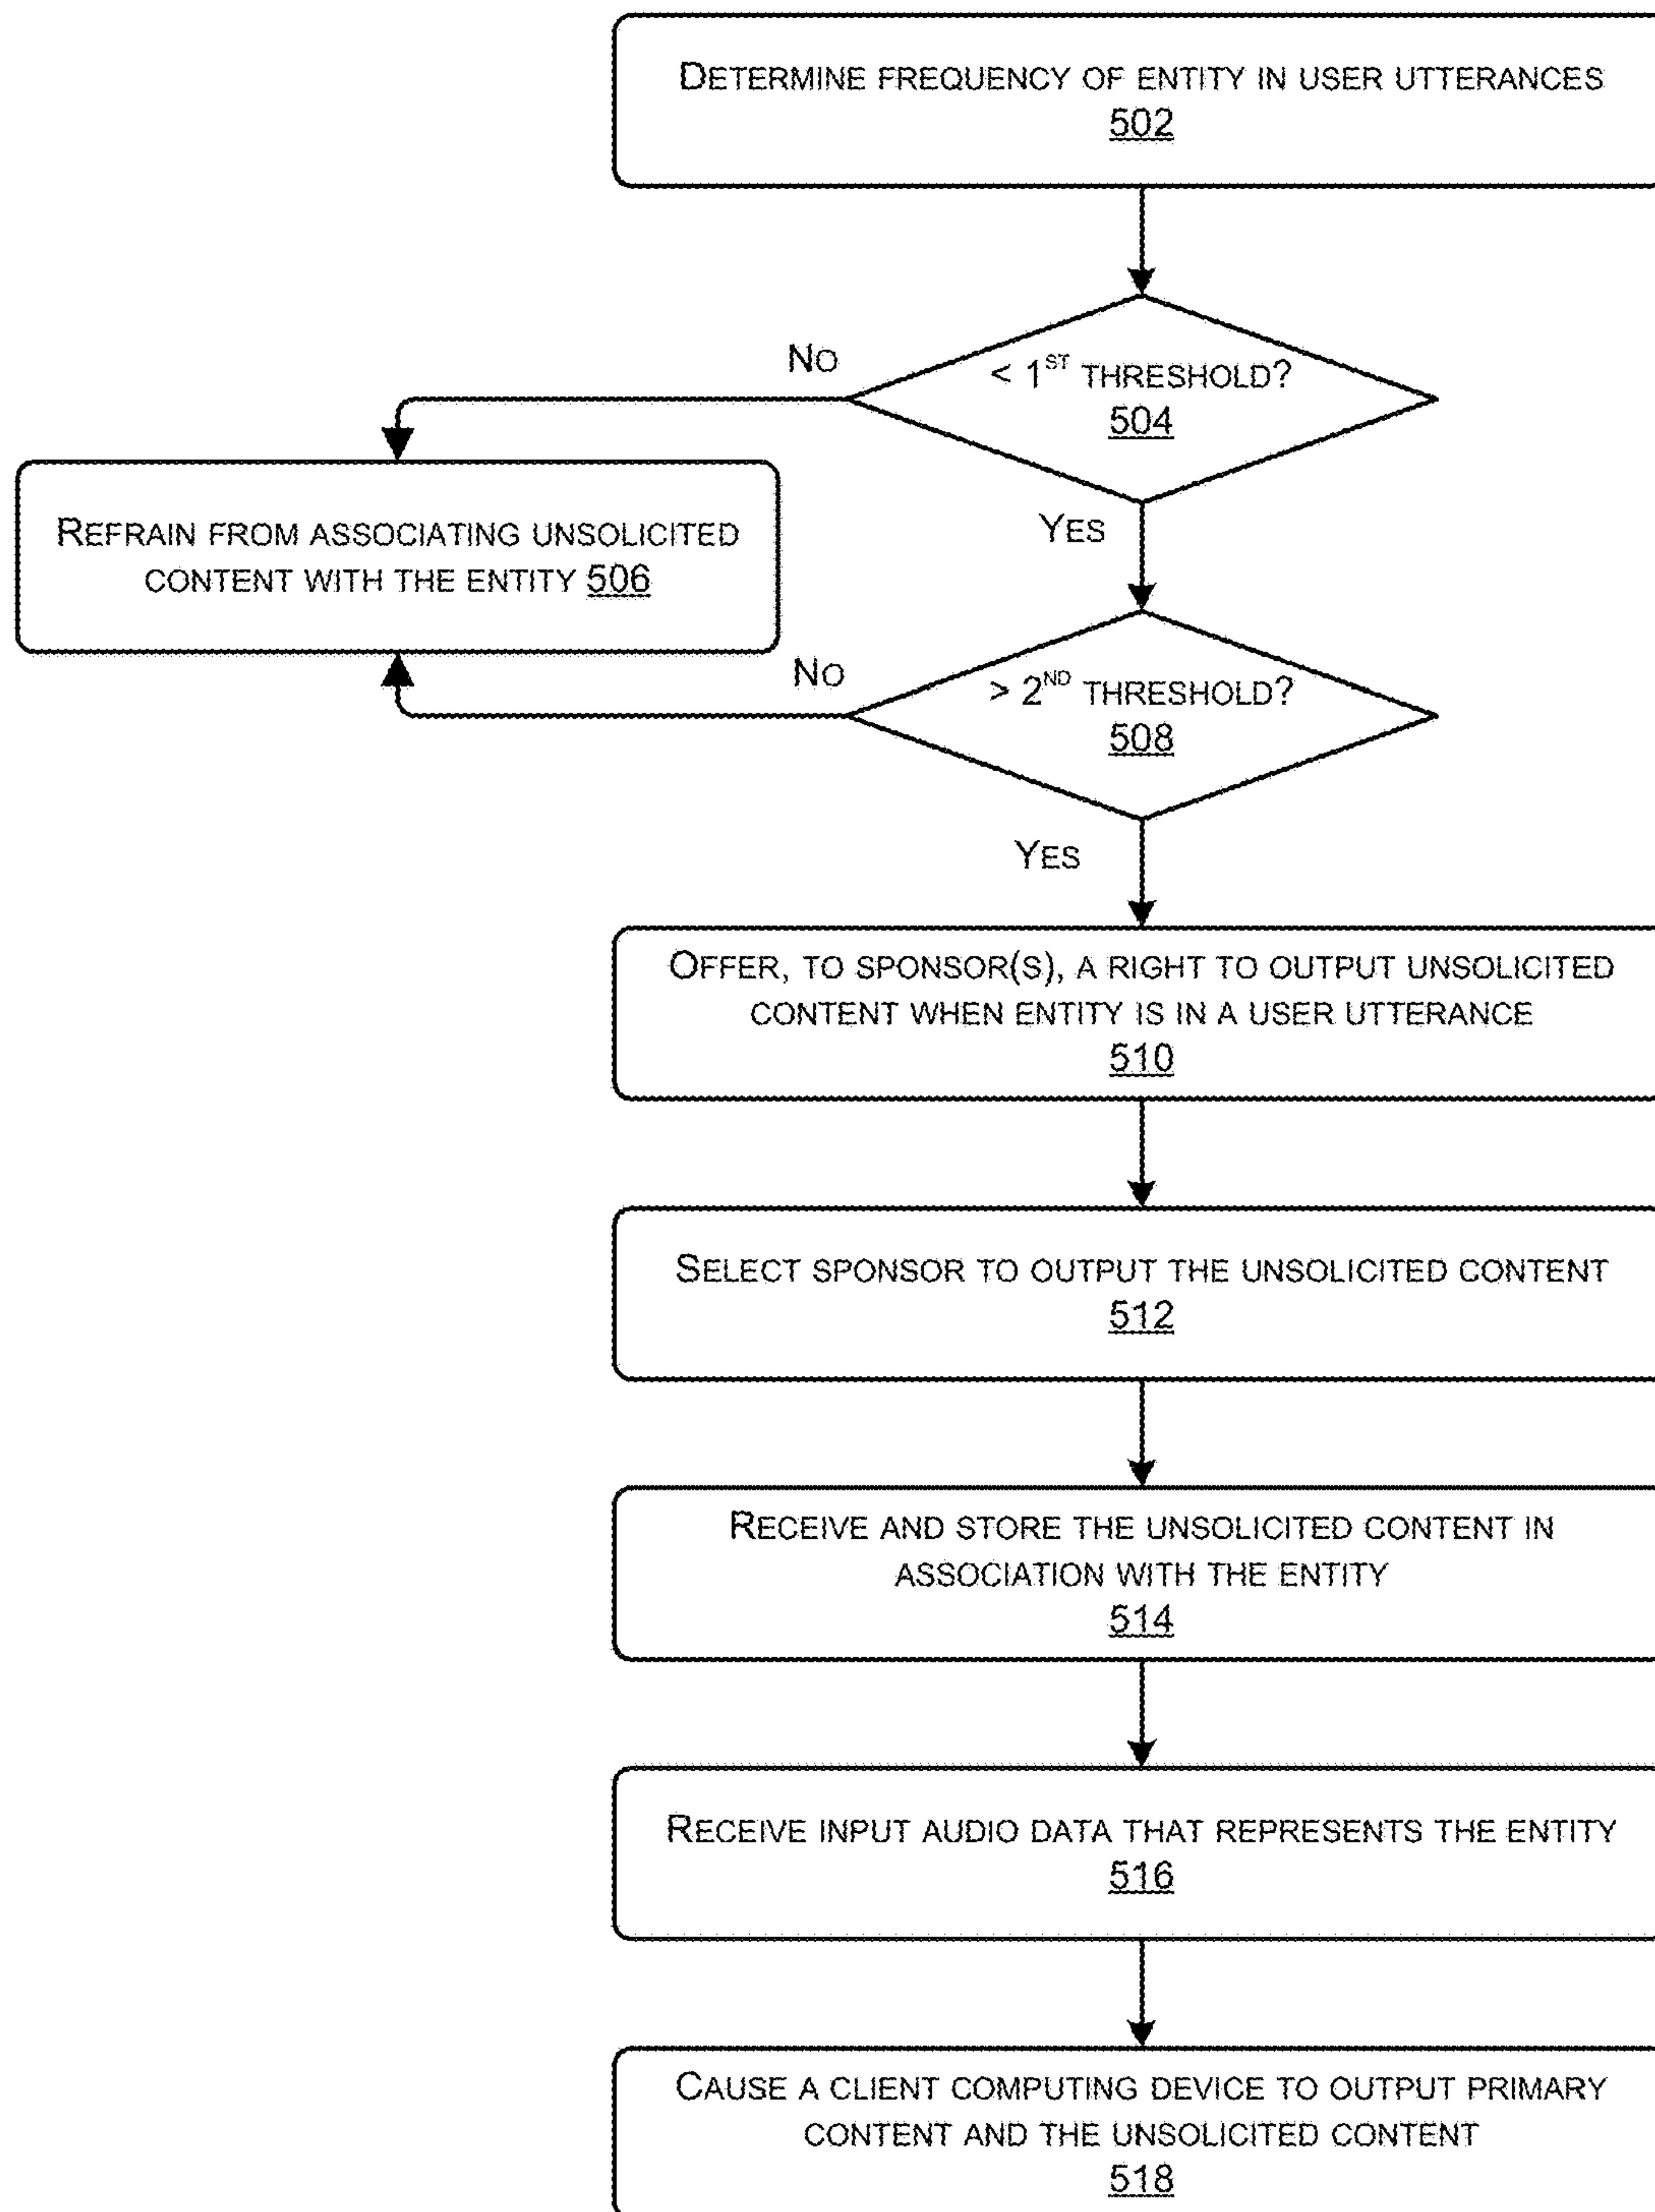 DETERMINE FREQUENCY OF ENTITY IN USER UTTERANCES
502
NO
< 1ST THRESHOLD?
504
REFRAIN FROM ASSOCIATING UNSOLICITED
CONTENT WITH THE ENTITY 506
YES
NO
> 2ND THRESHOLD?
508
YES
OFFER, TO SPONSOR(S), A RIGHT TO OUTPUT UNSOLICITED
CONTENT WHEN ENTITY IS IN A USER UTTERANCE
510
SELECT SPONSOR TO OUTPUT THE UNSOLICITED CONTENT
512
RECEIVE AND STORE THE UNSOLICITED CONTENT IN
ASSOCIATION WITH THE ENTITY
514
RECEIVE INPUT AUDIO DATA THAT REPRESENTS THE ENTITY
516
CAUSE A CLIENT COMPUTING DEVICE TO OUTPUT PRIMARY
CONTENT AND THE UNSOLICITED CONTENT
518